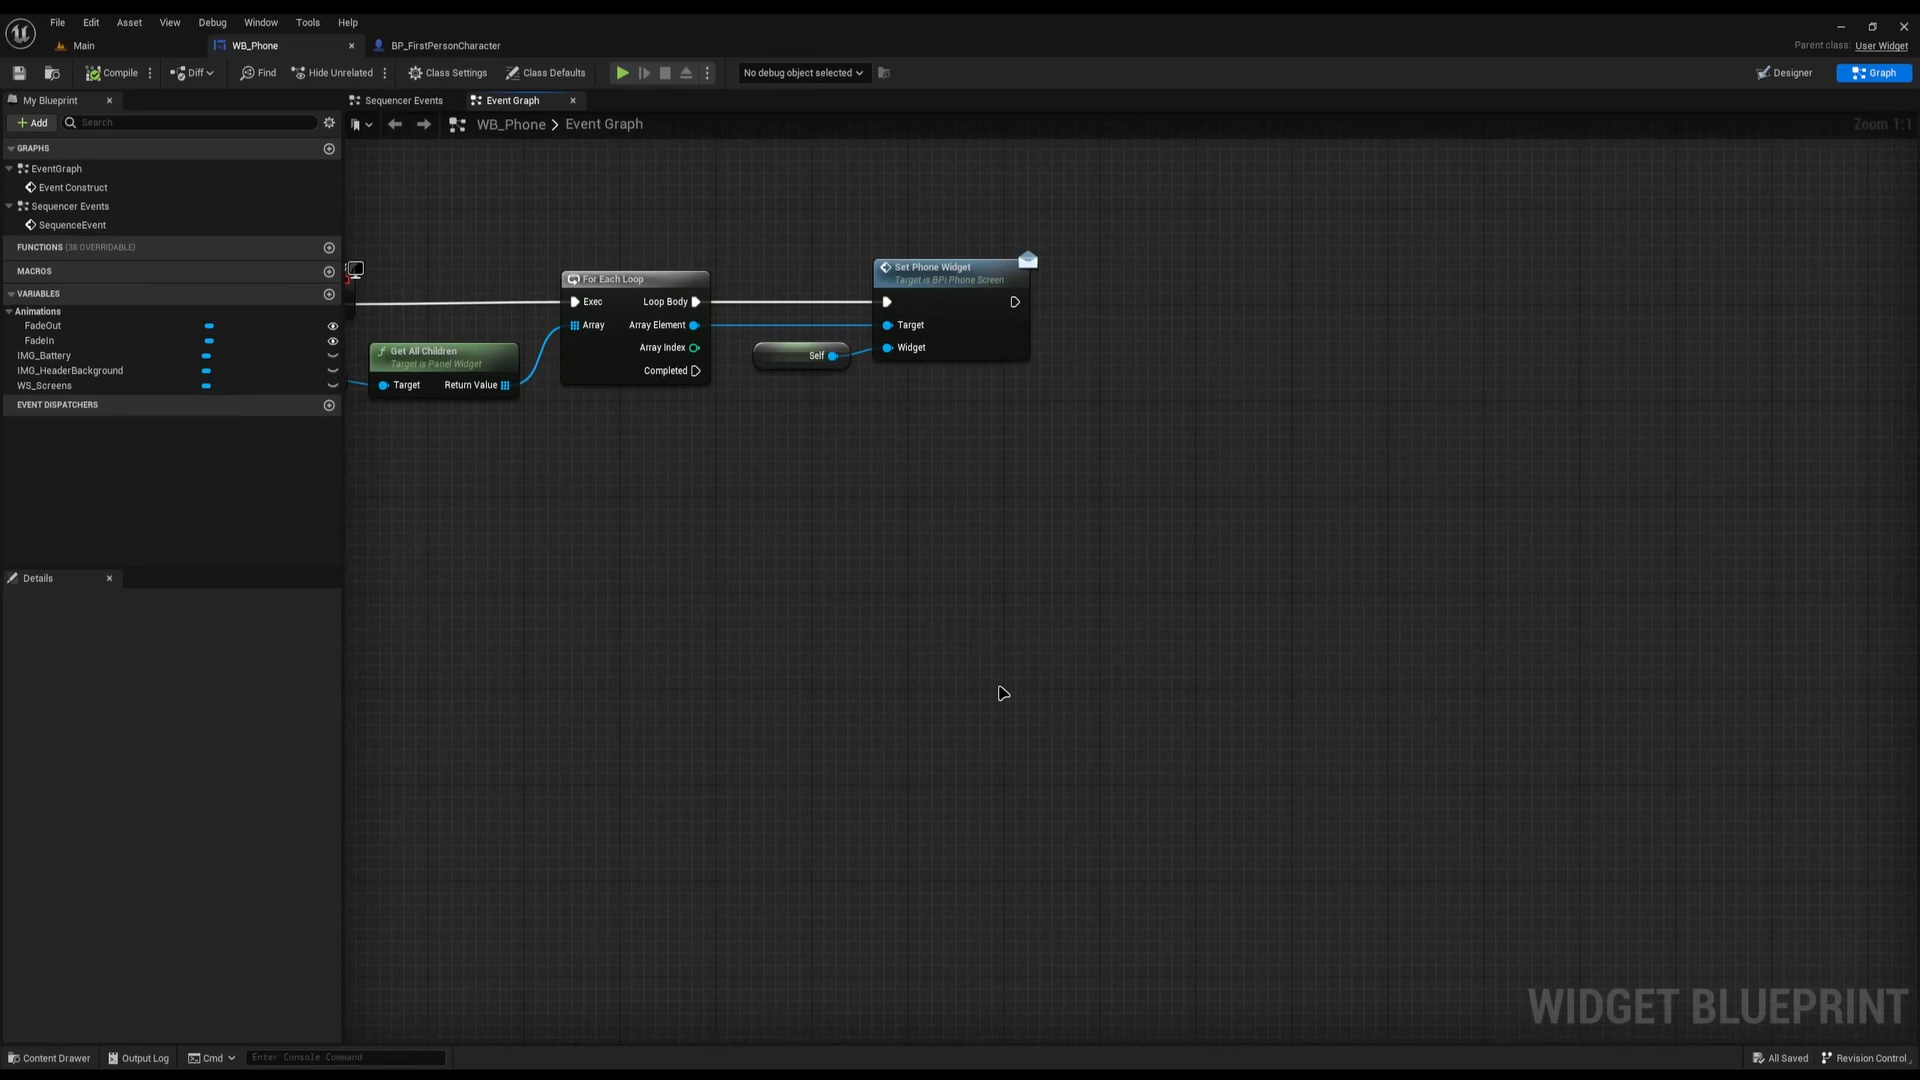 File Edit Asset View Debug Window Tools Help
Main
WB_Phone
BP_FirstPersonCharacter
Parent class: User Widget
Compile
Diff
Find
Hide Unrelated
Class Settings
Class Defaults
No debug object selected
Designer
Graph
My Blueprint
Sequencer Events
Event Graph
Add
Search
WB_Phone > Event Graph
Zoom 1:1
GRAPHS
EventGraph
Event Construct
Sequencer Events
SequenceEvent
FUNCTIONS (38 OVERRIDABLE)
MACROS
VARIABLES
Animations
FadeOut
FadeIn
IMG_Battery
IMG_HeaderBackground
WS_Screens
EVENT DISPATCHERS
Details
Get All Children
Target is Panel Widget
Target Return Value
For Each Loop
Exec Loop Body
Array Array Element
Array Index
Completed
Self
Set Phone Widget
Target is BPI Phone Screen
Target
Widget
WIDGET BLUEPRINT
Content Drawer
Output Log
Cmd
Enter Console Command
All Saved
Revision Control